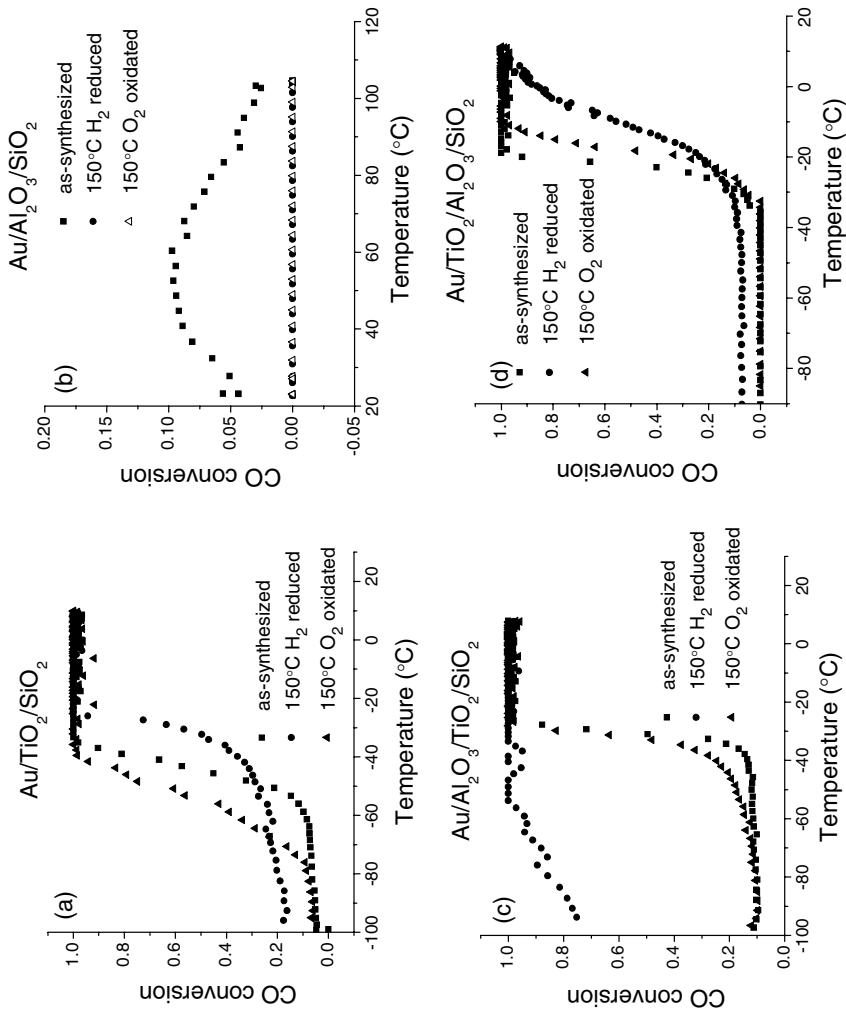 (a)
Au/TiO2/SiO2
CO conversion
1.0
0.8
0.6
0.4
0.2
0.0
-100
-80
-60
-40
-20
0
20
Temperature (°C)
as-synthesized
150°C H2 reduced
150°C O2 oxidated
(b)
Au/Al2O3/SiO2
CO conversion
0.20
0.15
0.10
0.05
0.00
-0.05
20
40
60
80
100
120
Temperature (°C)
as-synthesized
150°C H2 reduced
150°C O2 oxidated
(c)
Au/Al2O3/TiO2/SiO2
CO conversion
1.0
0.8
0.6
0.4
0.2
0.0
-100
-80
-60
-40
-20
0
20
Temperature (°C)
as-synthesized
150°C H2 reduced
150°C O2 oxidated
(d)
Au/TiO2/Al2O3/SiO2
CO conversion
1.0
0.8
0.6
0.4
0.2
0.0
-80
-60
-40
-20
0
20
Temperature (°C)
as-synthesized
150°C H2 reduced
150°C O2 oxidated